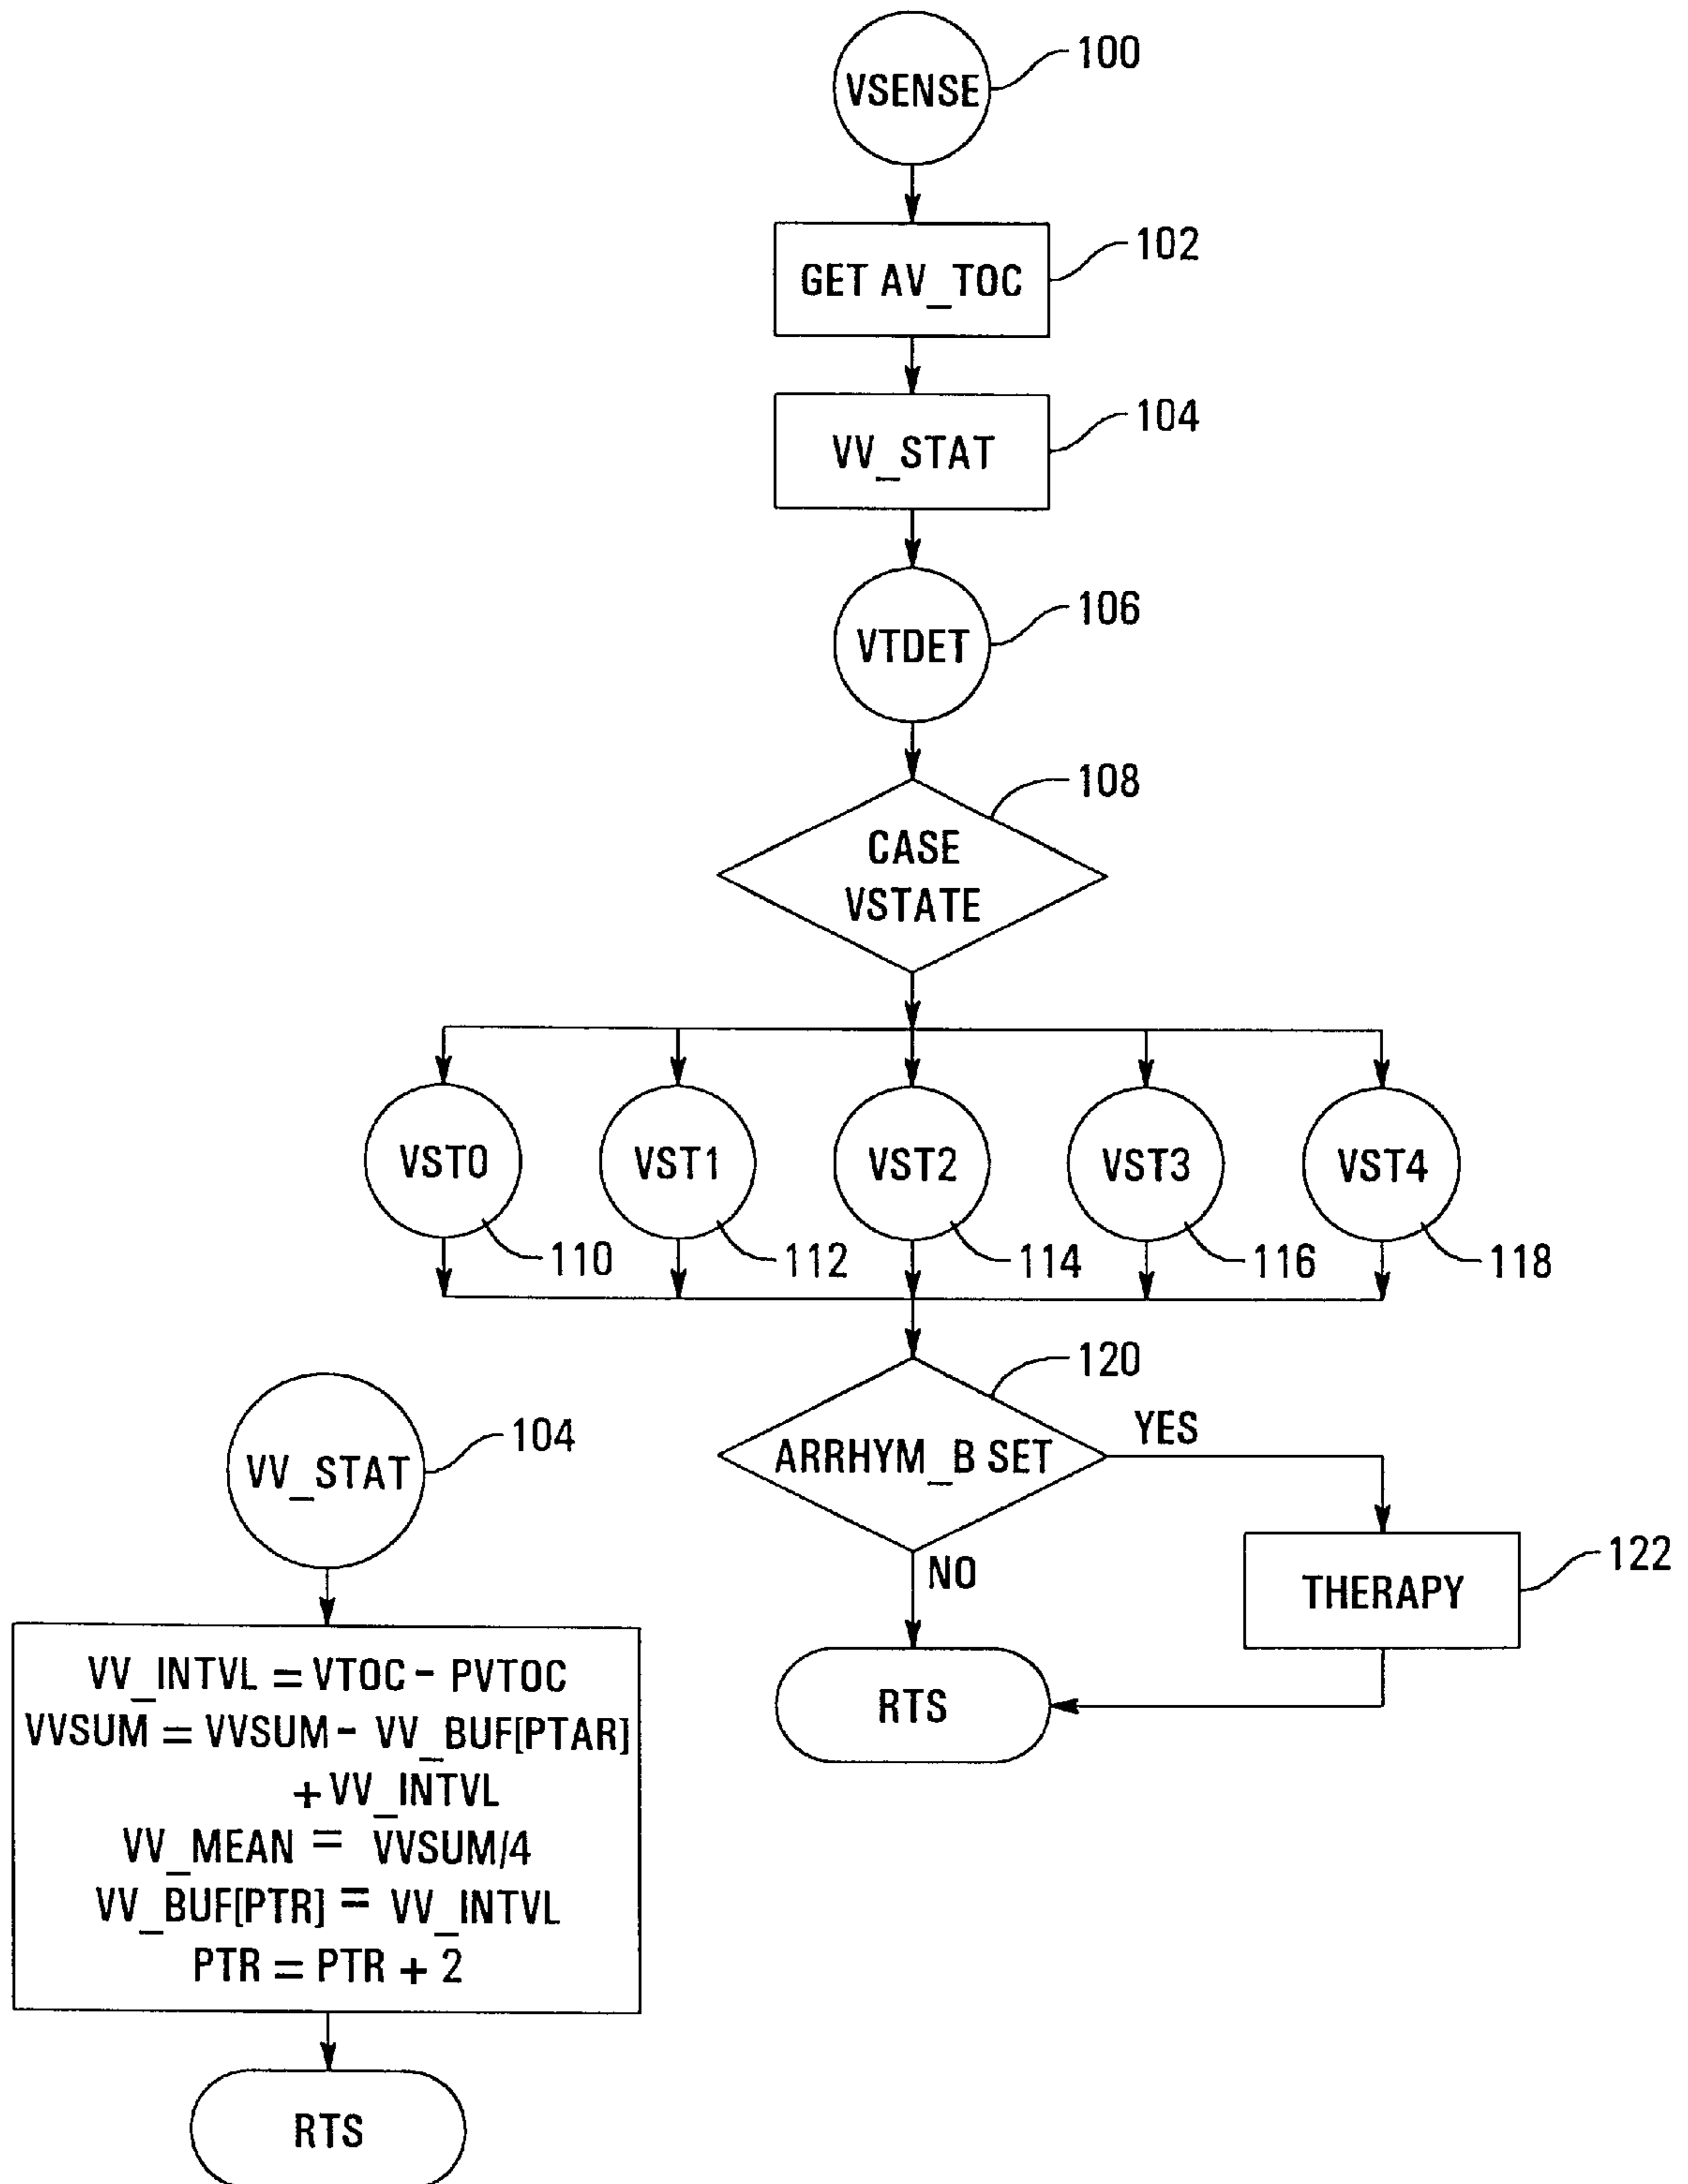 VSENSE
100
GET AV_TOC
102
VV_STAT
104
VTDET
106
CASE
VSTATE
108
VST0
VST1
VST2
VST3
VST4
110
112
114
116
118
ARRHYM_B SET
120
YES
NO
THERAPY
122
RTS
VV_STAT
104
VV_INTVL = VTOC - PVTOC
VVSUM = VVSUM - VV_BUF[PTAR]
+ VV_INTVL
VV_MEAN = VVSUM/4
VV_BUF[PTR] = VV_INTVL
PTR = PTR + 2
RTS